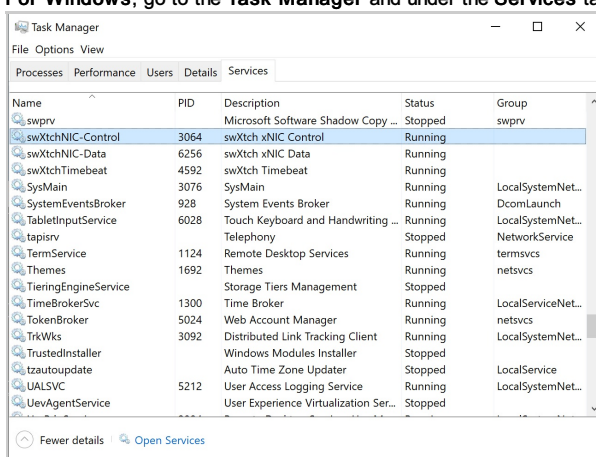 For Windows, go to the Task Manager and under the Services ta
Task Manager
File Options View
Processes Performance Users Details Services
Name PID Description Status Group
swprv Microsoft Software Shadow Copy ... Stopped swprv
swXtchNIC-Control 3064 swXtch xNIC Control Running
swXtchNIC-Data 6256 swXtch xNIC Data Running
swXtchTimebeat 4592 swXtch Timebeat Running
SysMain 3076 SysMain Running LocalSystemNet...
SystemEventsBroker 928 System Events Broker Running DcomLaunch
TabletInputService 6028 Touch Keyboard and Handwriting ... Running LocalSystemNet...
tapisrv Telephony Stopped NetworkService
TermService 1124 Remote Desktop Services Running termsvcs
Themes 1692 Themes Running netsvcs
TieringEngineService Storage Tiers Management Stopped
TimeBrokerSvc 1300 Time Broker Running LocalServiceNet...
TokenBroker 5024 Web Account Manager Running netsvcs
TrkWks 3092 Distributed Link Tracking Client Running LocalSystemNet...
TrustedInstaller Windows Modules Installer Stopped
tzautoupdate Auto Time Zone Updater Stopped LocalService
UALSVC 5212 User Access Logging Service Running LocalSystemNet...
UevAgentService User Experience Virtualization Ser... Stopped
Fewer details Open Services